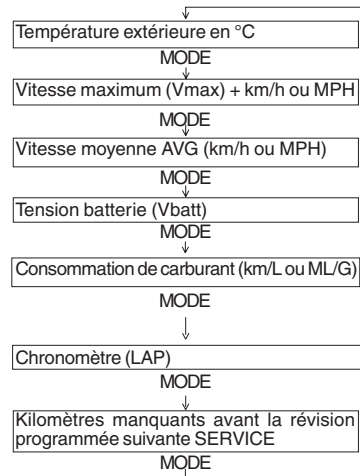 Température extérieure en °C
MODE
Vitesse maximum (Vmax) + km/h ou MPH
MODE
Vitesse moyenne AVG (km/h ou MPH)
MODE
Tension batterie (Vbatt)
MODE
Consommation de carburant (km/L ou ML/G)
MODE
Chronomètre (LAP)
MODE
Kilomètres manquants avant la révision
programmée suivante SERVICE
MODE